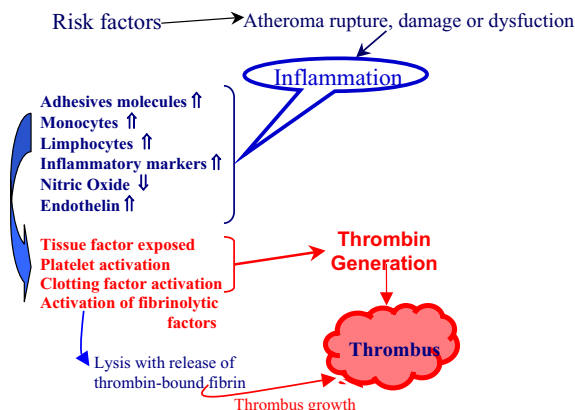 Risk factors
Atheroma rupture, damage or dysfuction
Inflammation
Adhesives molecules ⇑
Monocytes ⇑
Limphocytes ⇑
Inflammatory markers ⇑
Nitric Oxide ⇓
Endothelin ⇑
Tissue factor exposed
Platelet activation
Clotting factor activation
Activation of fibrinolytic
factors
Thrombin
Generation
Thrombus
Lysis with release of
thrombin-bound fibrin
Thrombus growth